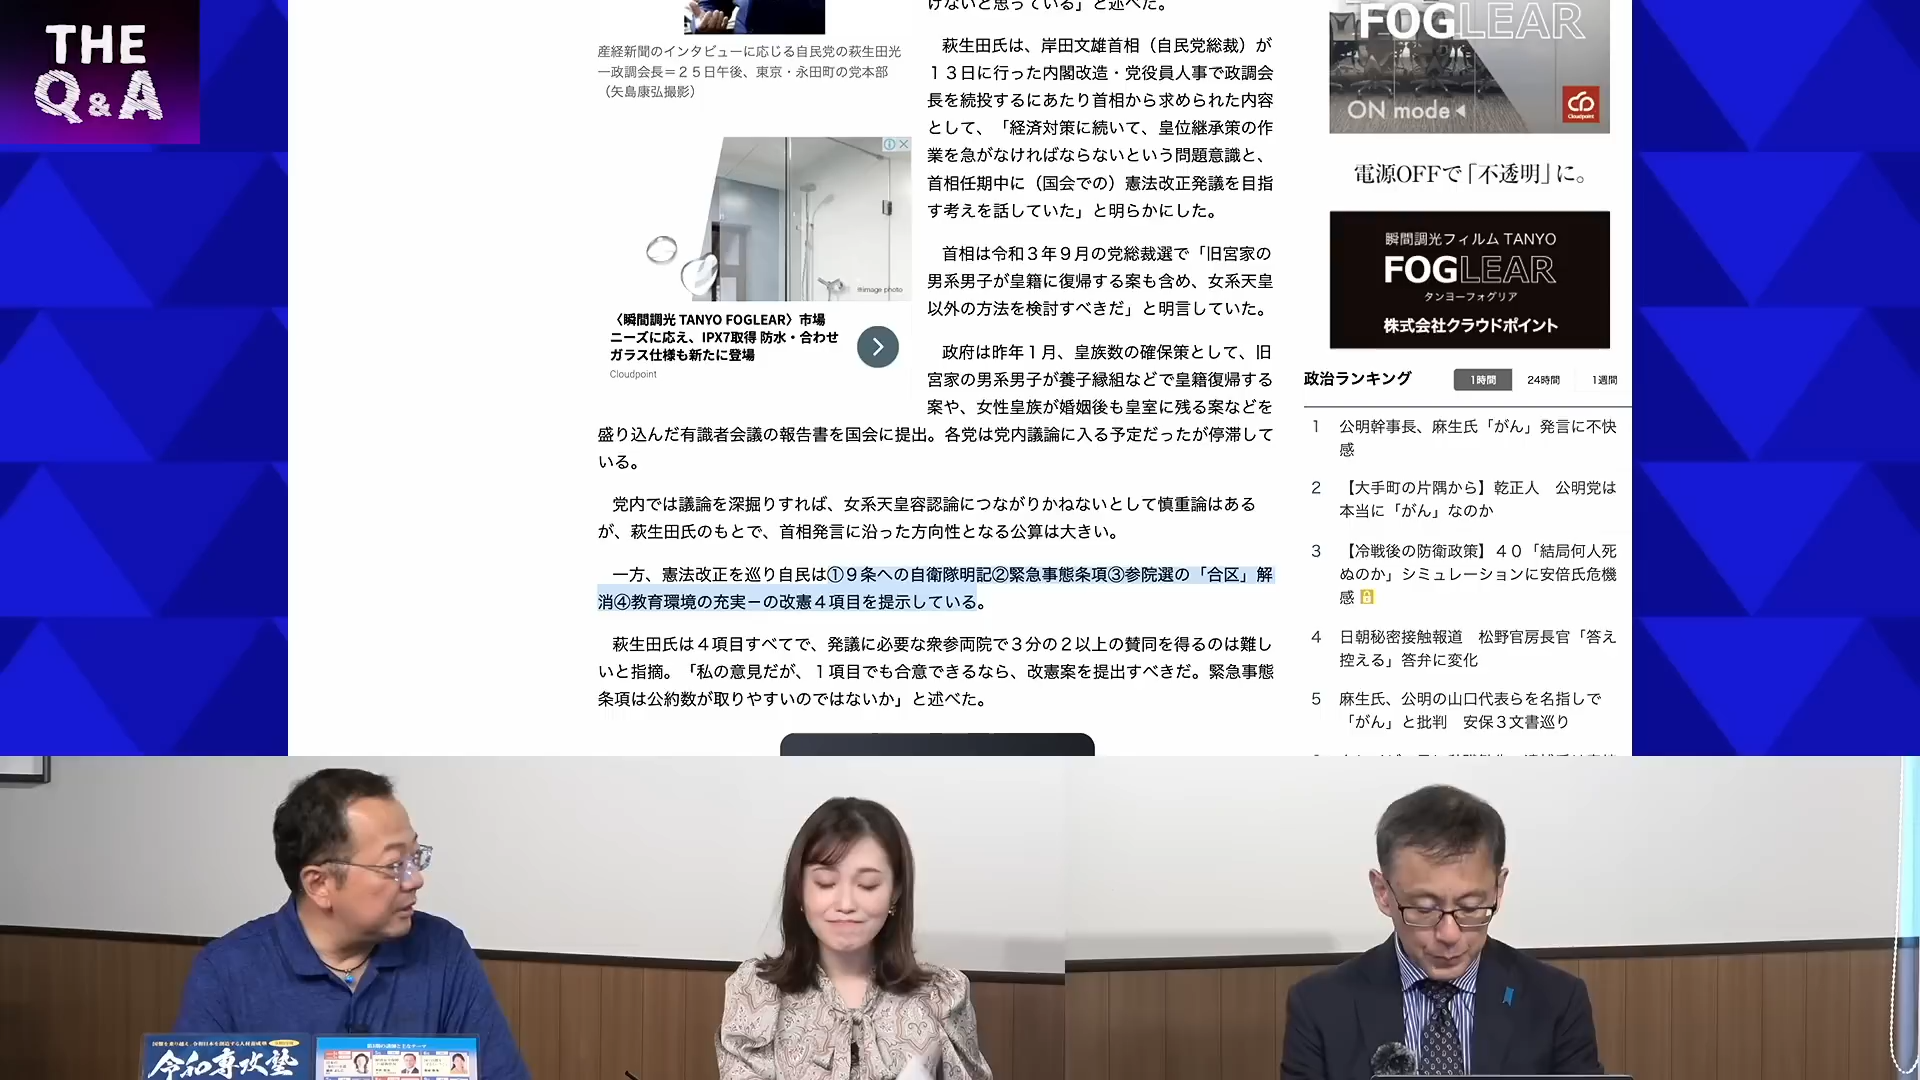 THE
Q&A
産経新聞のインタビューに応じる自民党の萩生田光
一政調会長＝２５日午後、東京・永田町の党本部
（矢島康弘撮影）
#image photo
〈瞬間調光 TANYO FOGLEAR〉市場
ニーズに応え、IPX7取得 防水・合わせ
ガラス仕様も新たに登場
Cloudpoint
けないと思っている」と述べた。
萩生田氏は、岸田文雄首相（自民党総裁）が
１３日に行った内閣改造・党役員人事で政調会
長を続投するにあたり首相から求められた内容
として、「経済対策に続いて、皇位継承策の作
業を急がなければならないという問題意識と、
首相任期中に（国会での）憲法改正発議を目指
す考えを話していた」と明らかにした。
首相は令和３年９月の党総裁選で「旧宮家の
男系男子が皇籍に復帰する案も含め、女系天皇
以外の方法を検討すべきだ」と明言していた。
政府は昨年１月、皇族数の確保策として、旧
宮家の男系男子が養子縁組などで皇籍復帰する
案や、女性皇族が婚姻後も皇室に残る案などを
盛り込んだ有識者会議の報告書を国会に提出。各党は党内議論に入る予定だったが停滞して
いる。
党内では議論を深掘りすれば、女系天皇容認論につながりかねないとして慎重論はある
が、萩生田氏のもとで、首相発言に沿った方向性となる公算は大きい。
一方、憲法改正を巡り自民は①９条への自衛隊明記②緊急事態条項③参院選の「合区」解
消④教育環境の充実－の改憲４項目を提示している。
萩生田氏は４項目すべてで、発議に必要な衆参両院で３分の２以上の賛同を得るのは難し
いと指摘。「私の意見だが、１項目でも合意できるなら、改憲案を提出すべきだ。緊急事態
条項は公約数が取りやすいのではないか」と述べた。
FOGLEAR
ON mode
Cloudpoint
電源OFFで「不透明」に。
瞬間調光フィルム TANYO
FOGLEAR
タンヨーフォグリア
株式会社クラウドポイント
政治ランキング
1時間
24時間
1週間
1 公明幹事長、麻生氏「がん」発言に不快
感
2 【大手町の片隅から】乾正人　公明党は
本当に「がん」なのか
3 【冷戦後の防衛政策】４０「結局何人死
ぬのか」シミュレーションに安倍氏危機
感
4 日朝秘密接触報道　松野官房長官「答え
控える」答弁に変化
5 麻生氏、公明の山口代表らを名指しで
「がん」と批判　安保３文書巡り
令和専攻塾